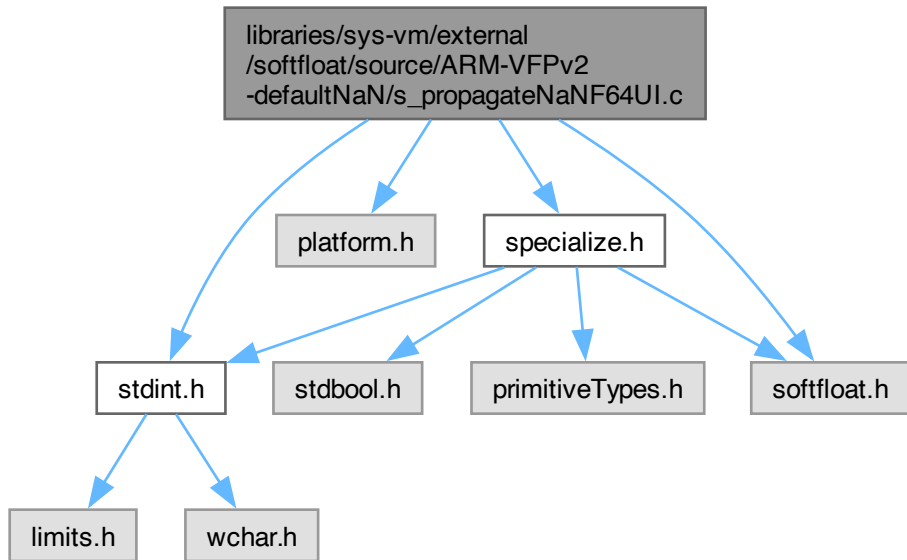 libraries/sys-vm/external
/softfloat/source/ARM-VFPv2
-defaultNaN/s_propagateNaNF64UI.c
platform.h
specialize.h
stdint.h
stdbool.h
primitiveTypes.h
softfloat.h
limits.h
wchar.h